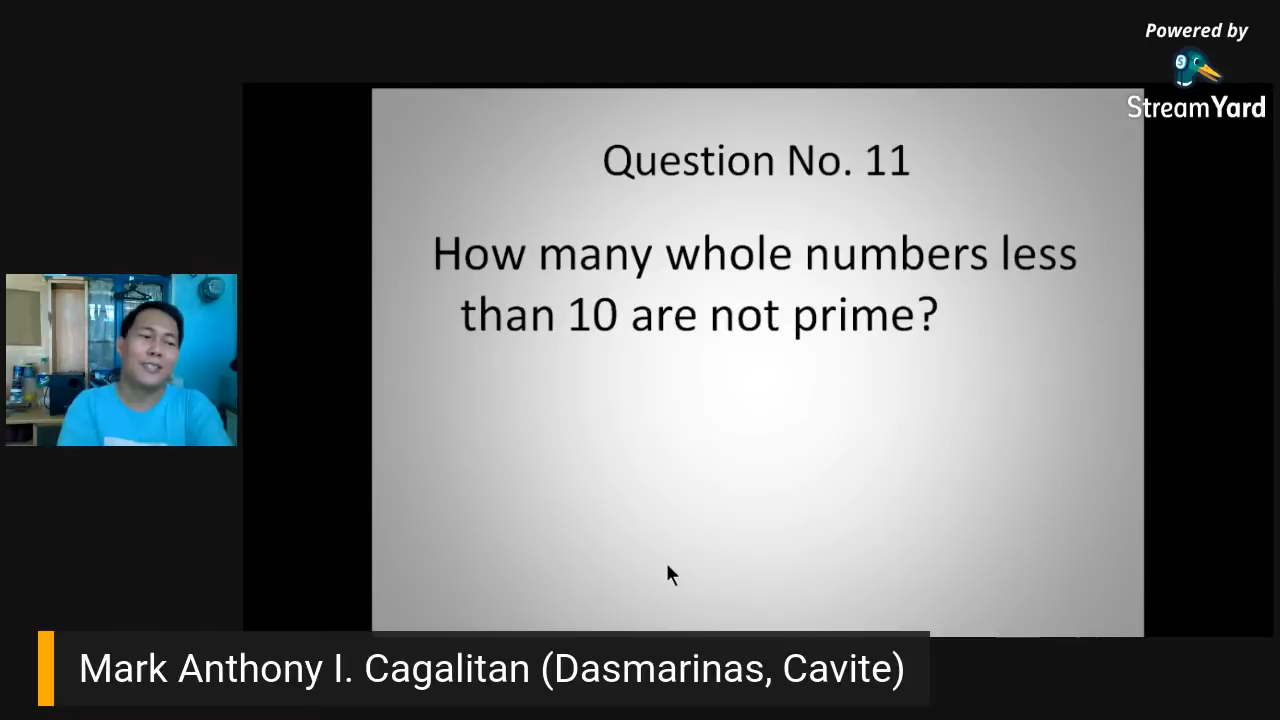 Powered by
StreamYard
Question No. 11
How many whole numbers less
than 10 are not prime?
Mark Anthony I. Cagalitan (Dasmarinas, Cavite)